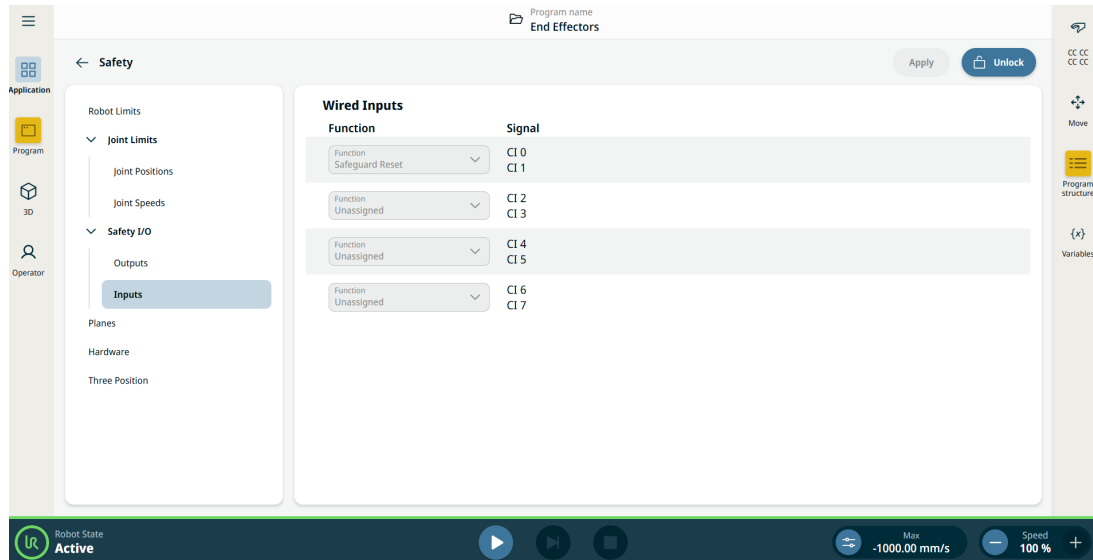 Program name
End Effectors
Application
Program
3D
Operator
Safety
Apply
Unlock
Robot Limits
Joint Limits
Joint Positions
Joint Speeds
Safety I/O
Outputs
Inputs
Planes
Hardware
Three Position
Wired Inputs
Function
Signal
Function
Safeguard Reset
CI 0
CI 1
Function
Unassigned
CI 2
CI 3
Function
Unassigned
CI 4
CI 5
Function
Unassigned
CI 6
CI 7
CC CC
CC CC
Move
Program
structure
{x}
Variables
UR
Robot State
Active
Max
-1000.00 mm/s
Speed
100 %